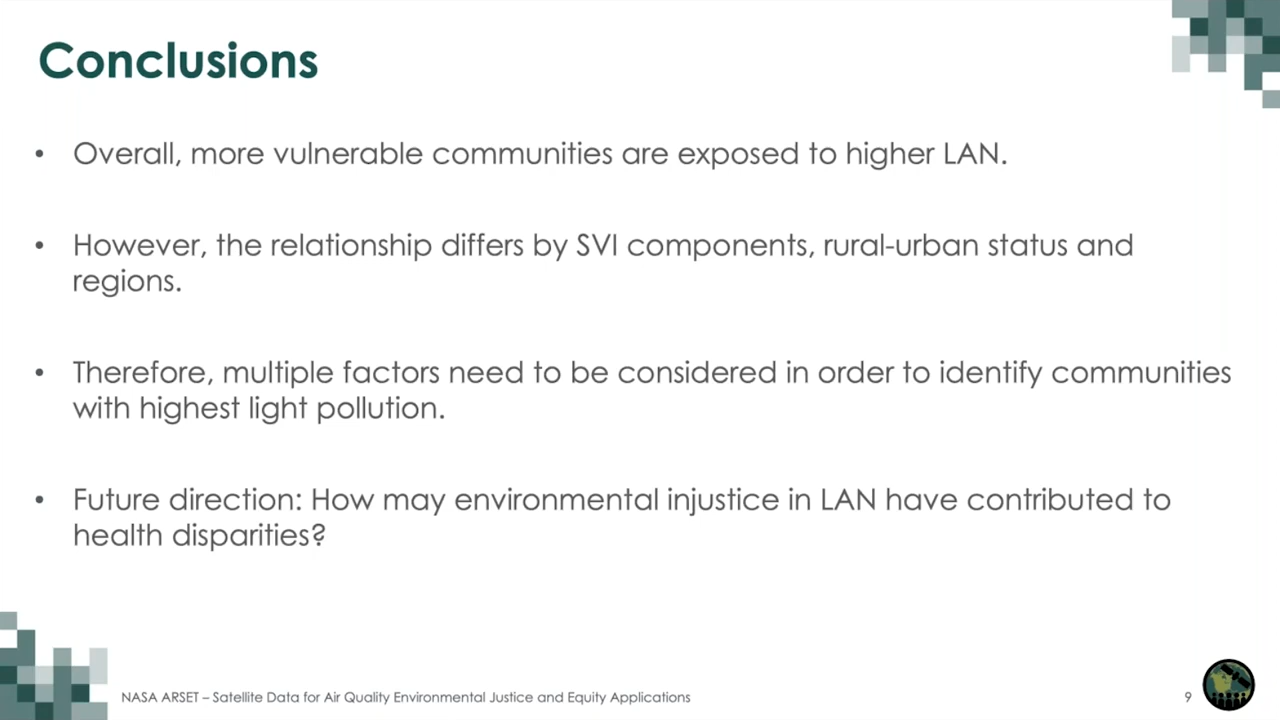 Conclusions
• Overall, more vulnerable communities are exposed to higher LAN.
• However, the relationship differs by SVI components, rural-urban status and
regions.
• Therefore, multiple factors need to be considered in order to identify communities
with highest light pollution.
• Future direction: How may environmental injustice in LAN have contributed to
health disparities?
NASA ARSET – Satellite Data for Air Quality Environmental Justice and Equity Applications
9